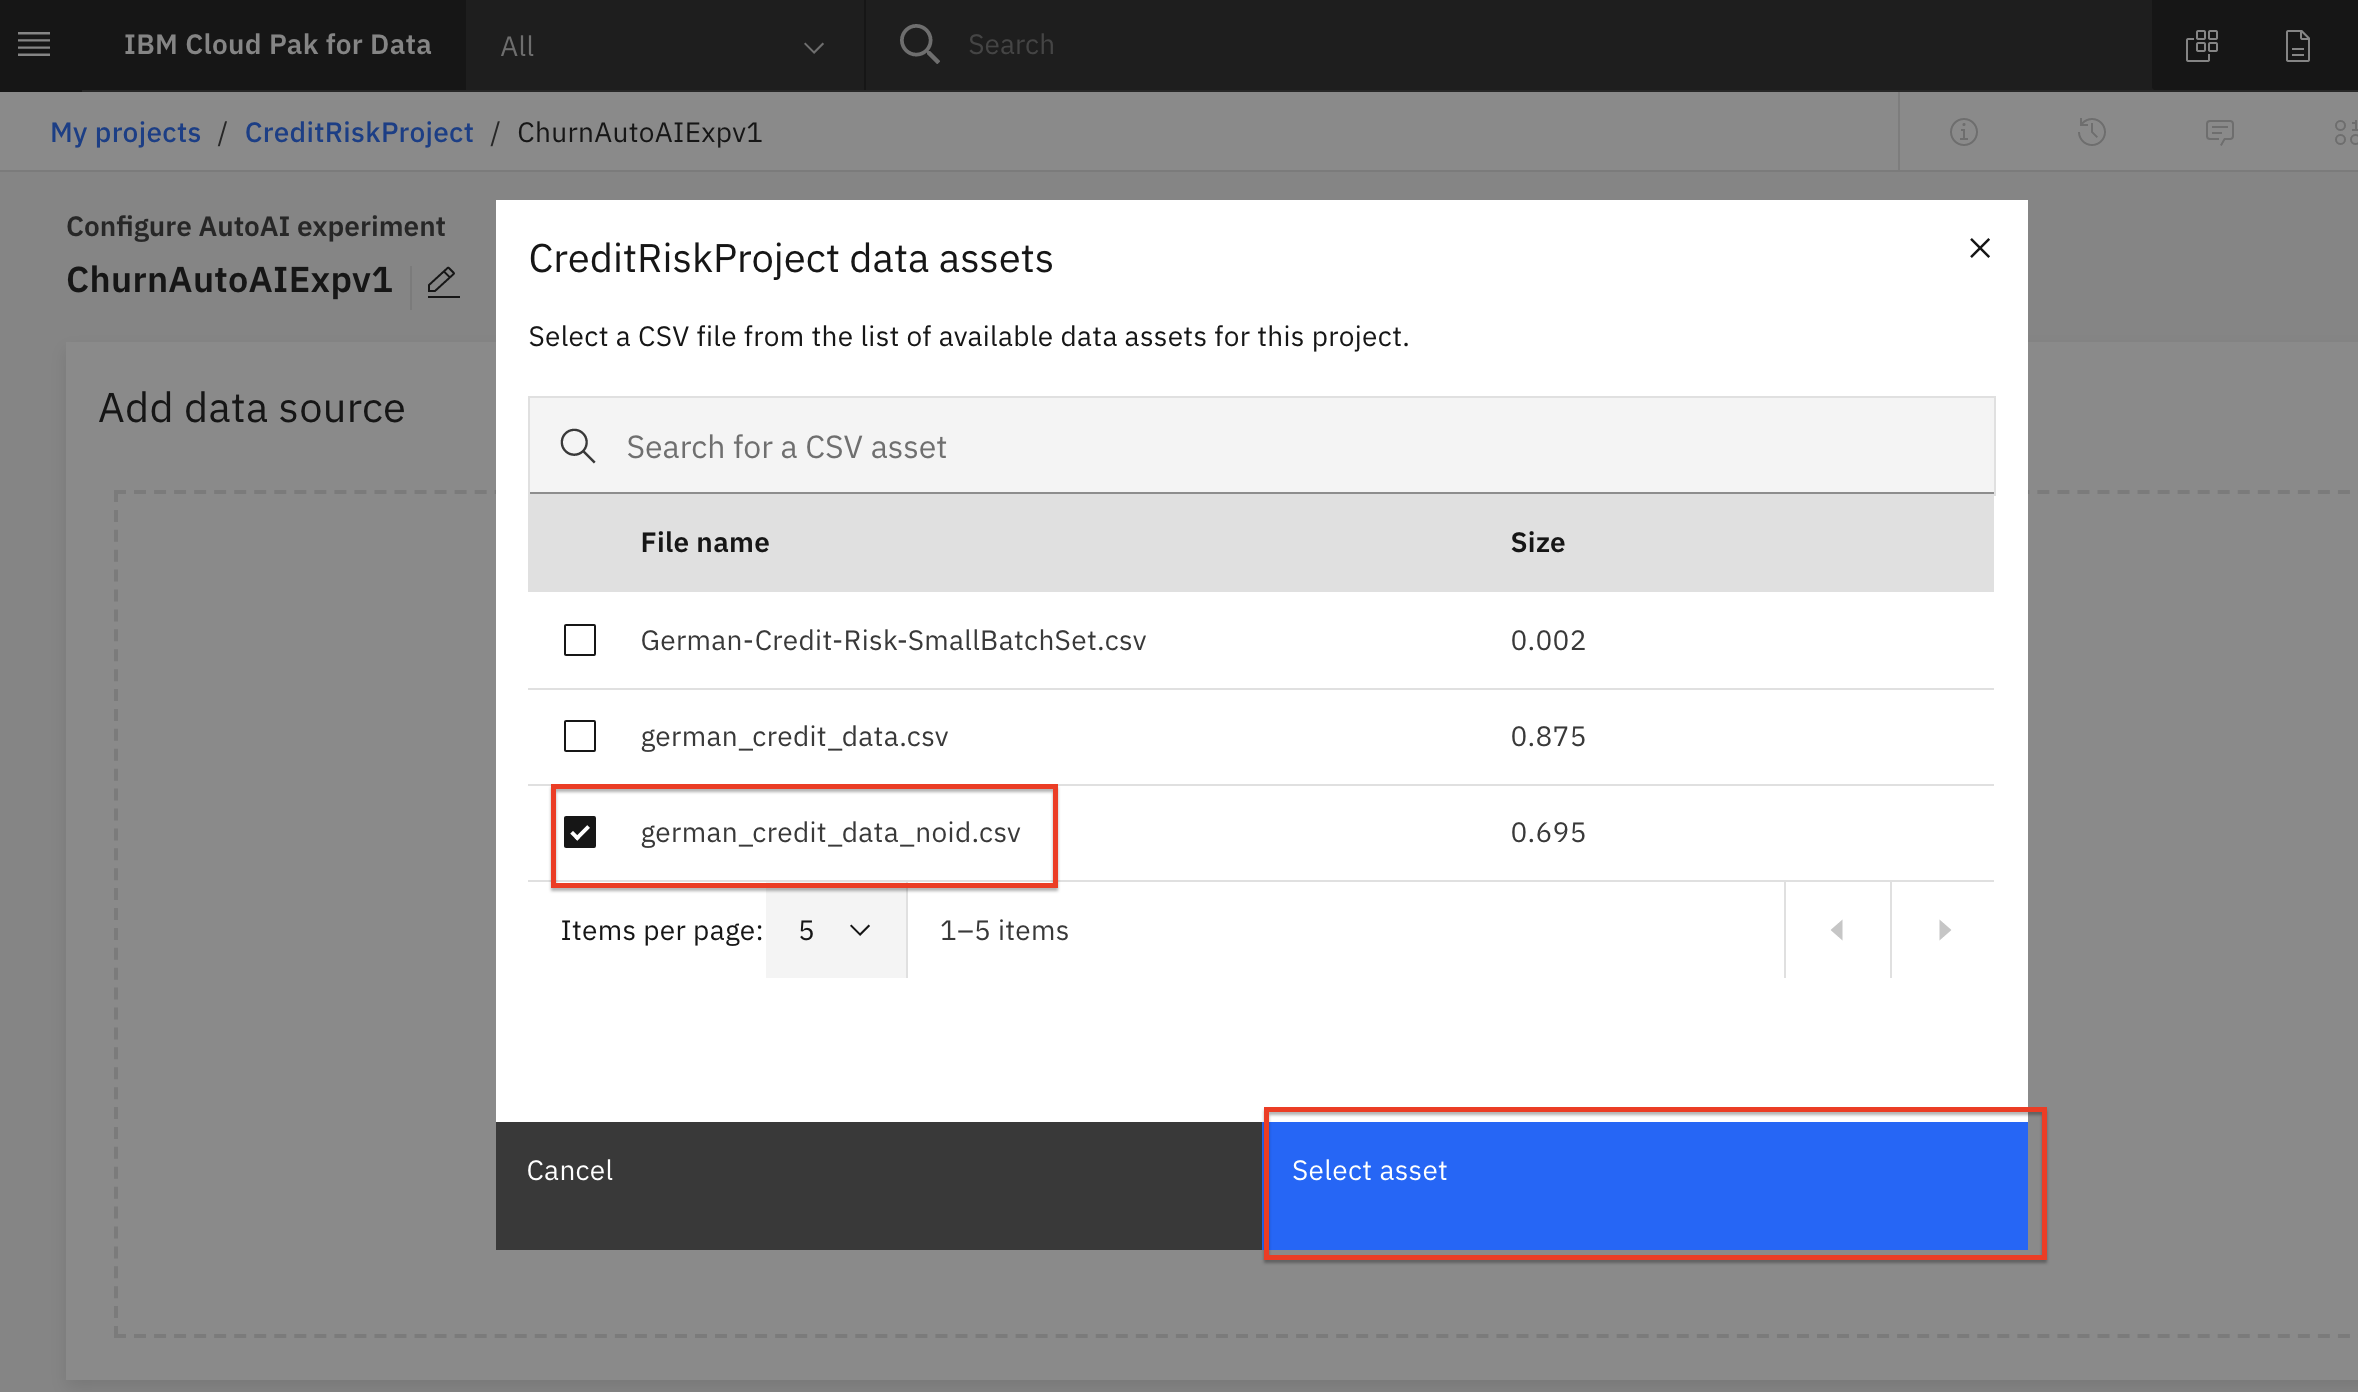 IBM Cloud Pak for Data
All
Search
My projects / CreditRiskProject / ChurnAutoAIExpv1
Configure AutoAI experiment
ChurnAutoAIExpv1
Add data source
CreditRiskProject data assets
Select a CSV file from the list of available data assets for this project.
Search for a CSV asset
File name Size
German-Credit-Risk-SmallBatchSet.csv 0.002
german_credit_data.csv 0.875
german_credit_data_noid.csv 0.695
Items per page: 5 1–5 items
Cancel
Select asset